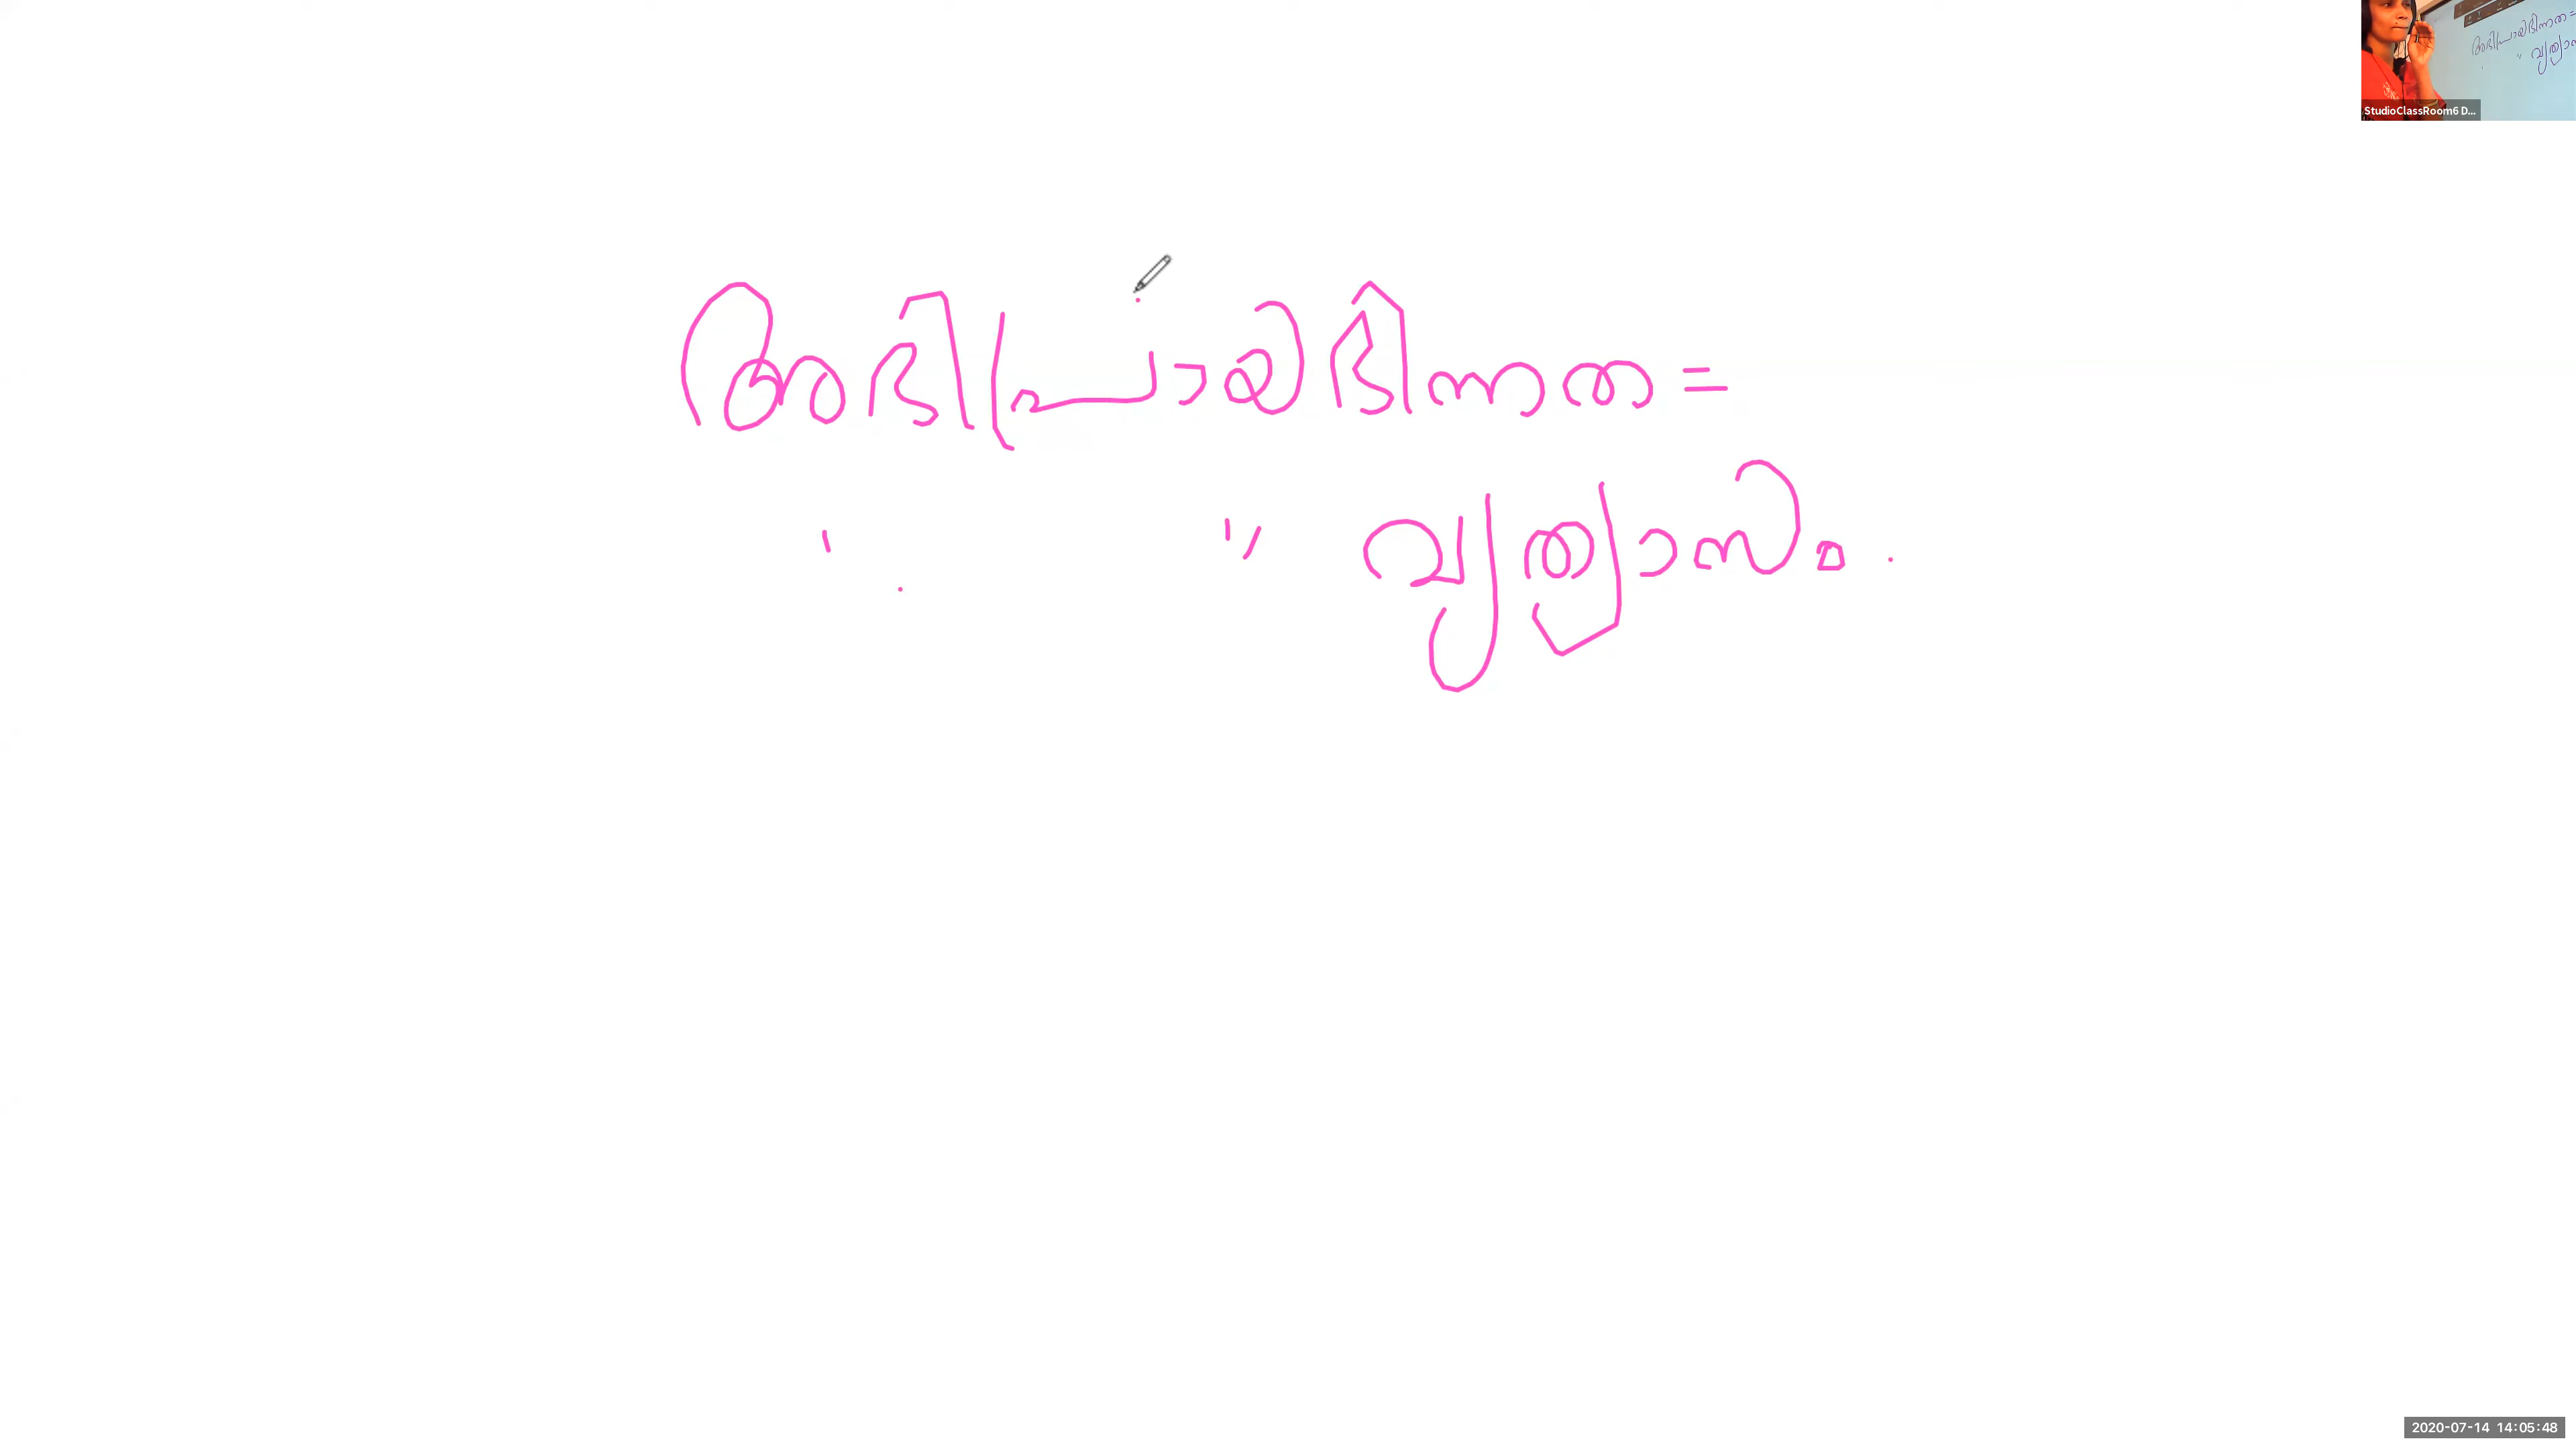 StudioClassRoom6 D...
അഭിപ്രായഭിന്നത =
" " വ്യത്യാസം.
2020-07-14 14:05:48